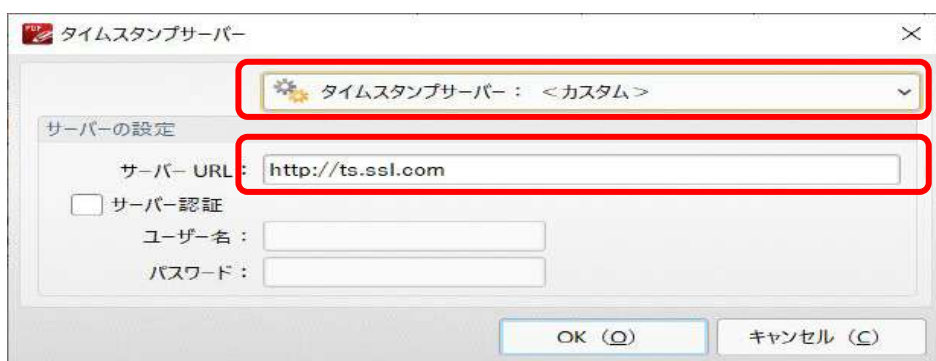 タイムスタンプサーバー
タイムスタンプサーバー： ＜カスタム＞
サーバーの設定
サーバー URL：
http://ts.ssl.com
サーバー認証
ユーザー名：
パスワード：
OK（O）
キャンセル（C）